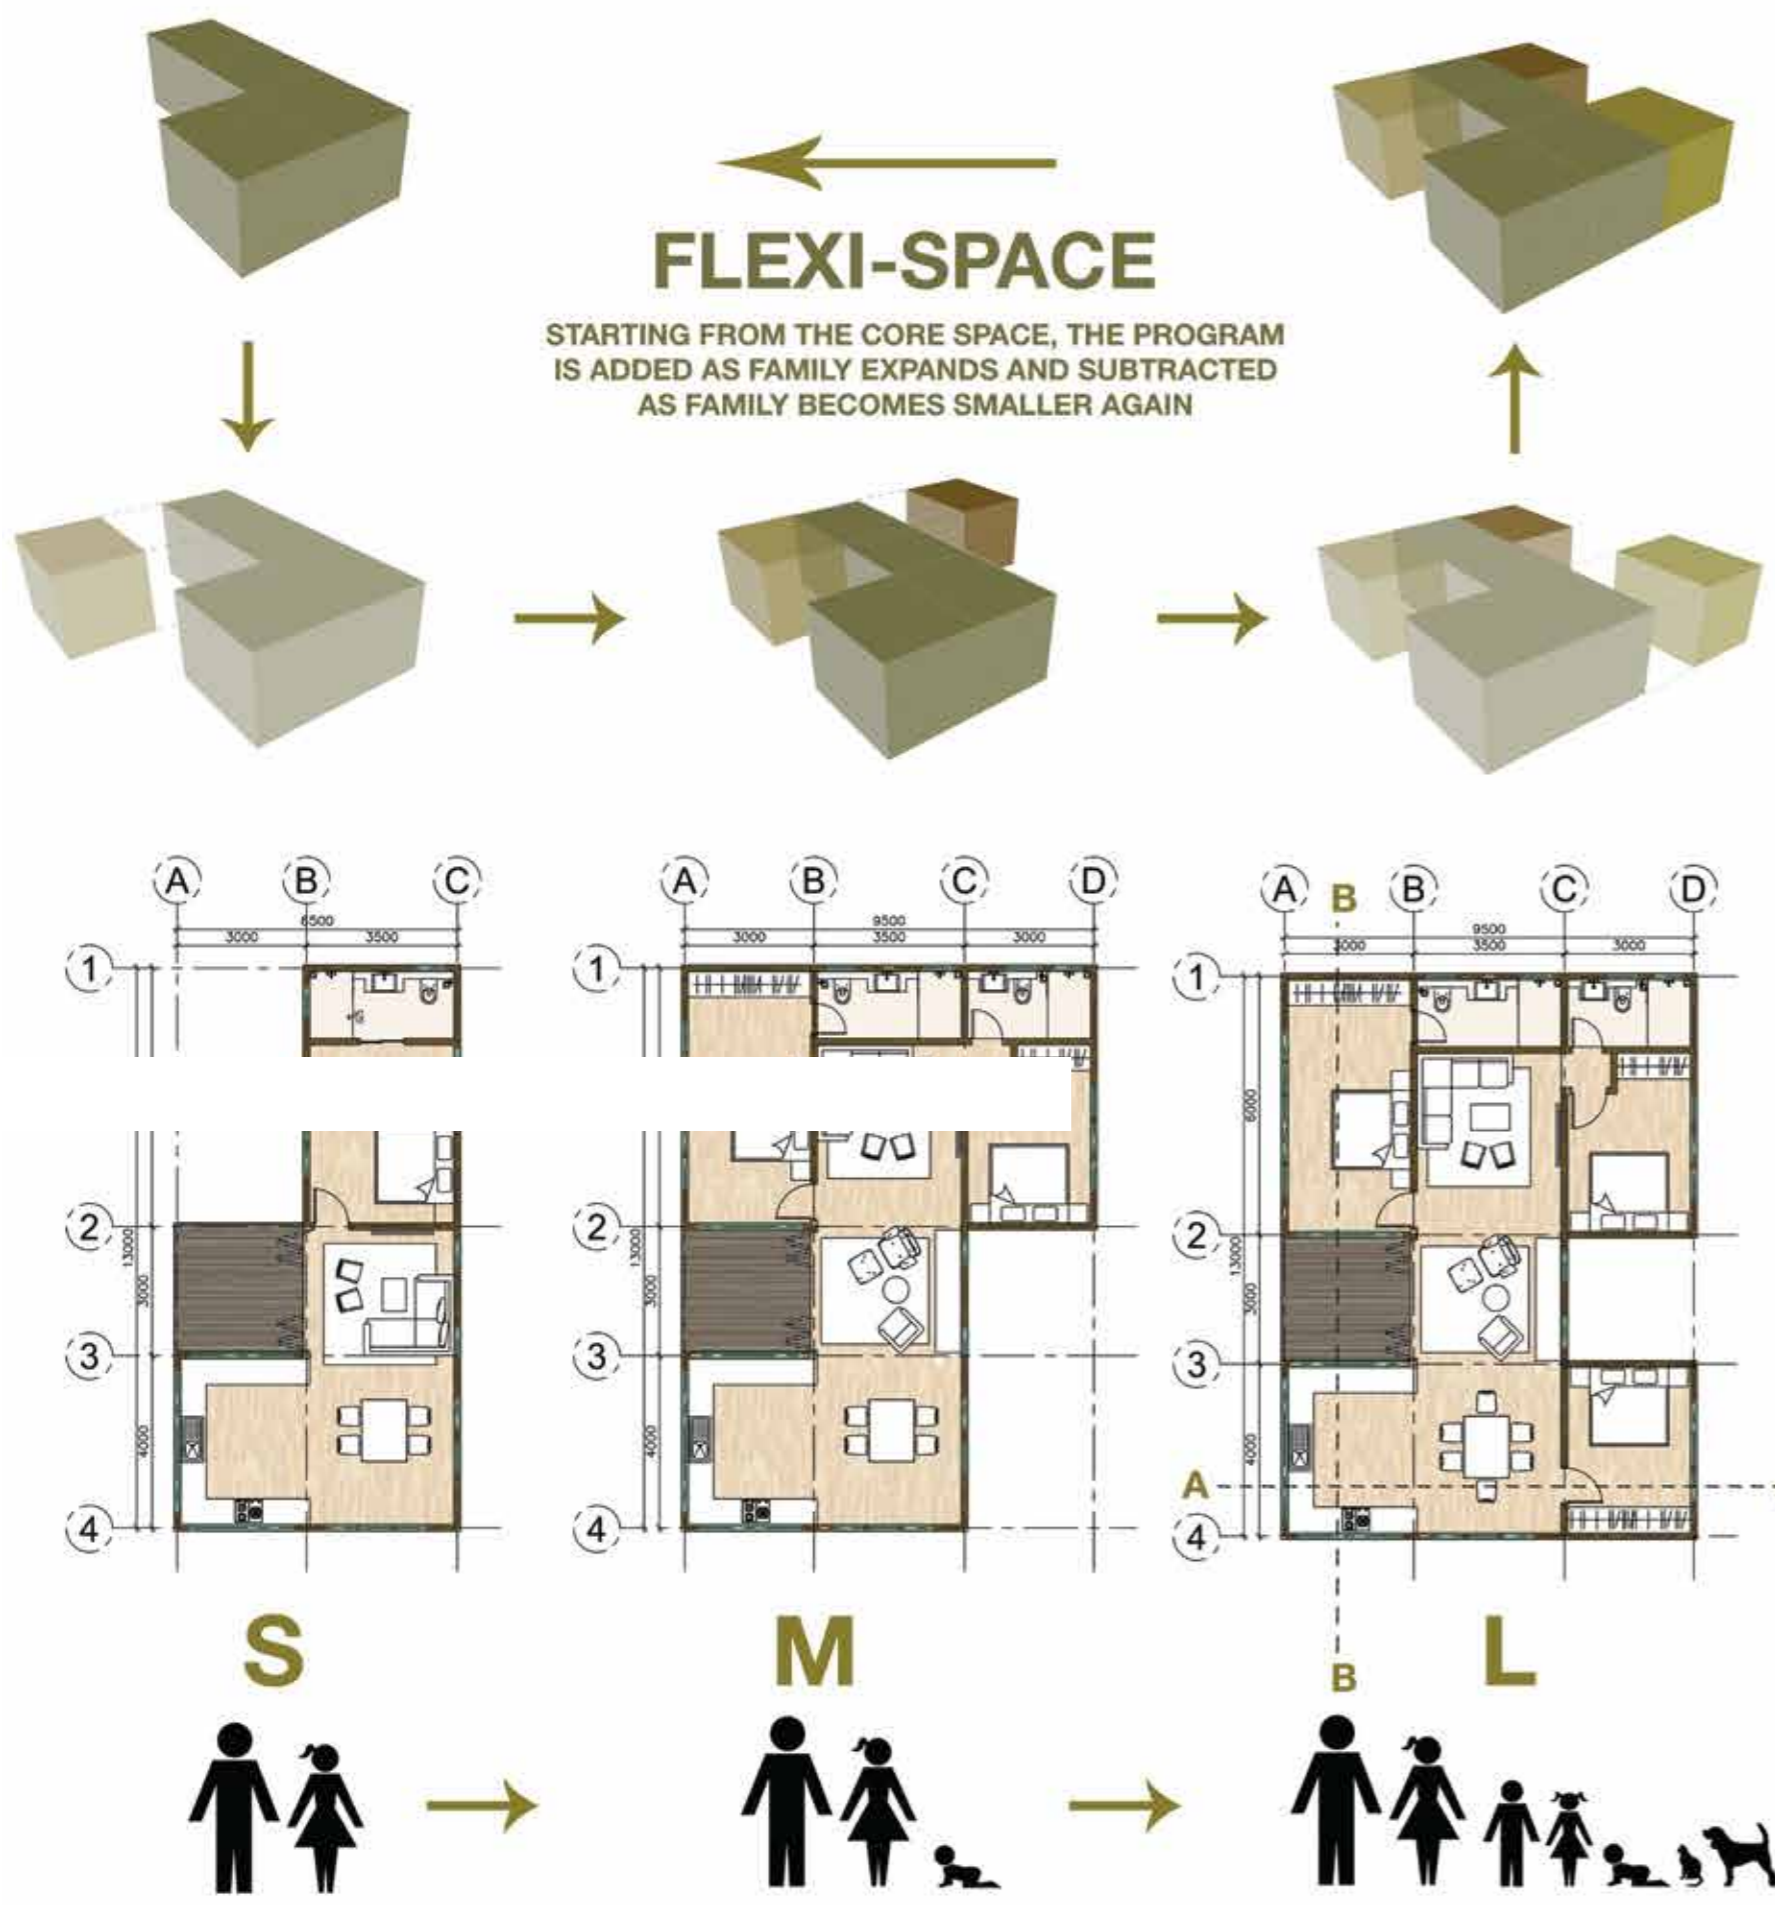 FLEXI-SPACE
STARTING FROM THE CORE SPACE, THE PROGRAM
IS ADDED AS FAMILY EXPANDS AND SUBTRACTED
AS FAMILY BECOMES SMALLER AGAIN
A B C
6500
3000 3500
1
2
13000
3000
3
4000
4
A B C D
9500
3000 3500 3000
1
2
13000
3000
3
4000
4
A B B C D
9500
3000 3500 3000
1
6000
2
13000
3000
3
4000
A
4
B
S M L